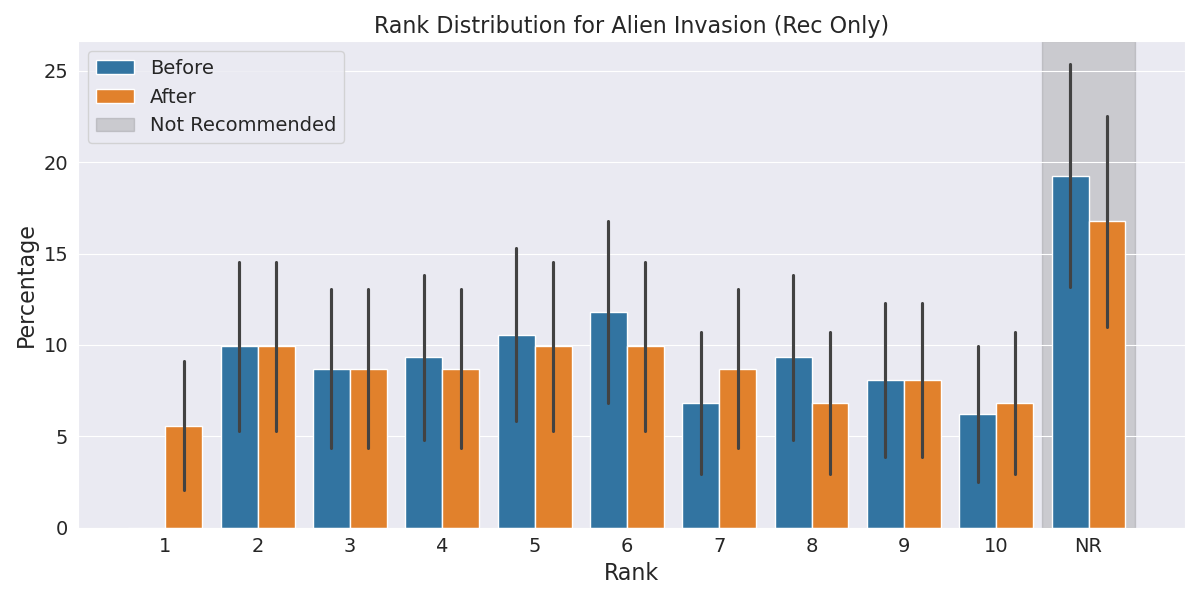 Rank Distribution for Alien Invasion (Rec Only)
Before
After
Not Recommended
Percentage
25
20
15
10
5
0
1 2 3 4 5 6 7 8 9 10 NR
Rank